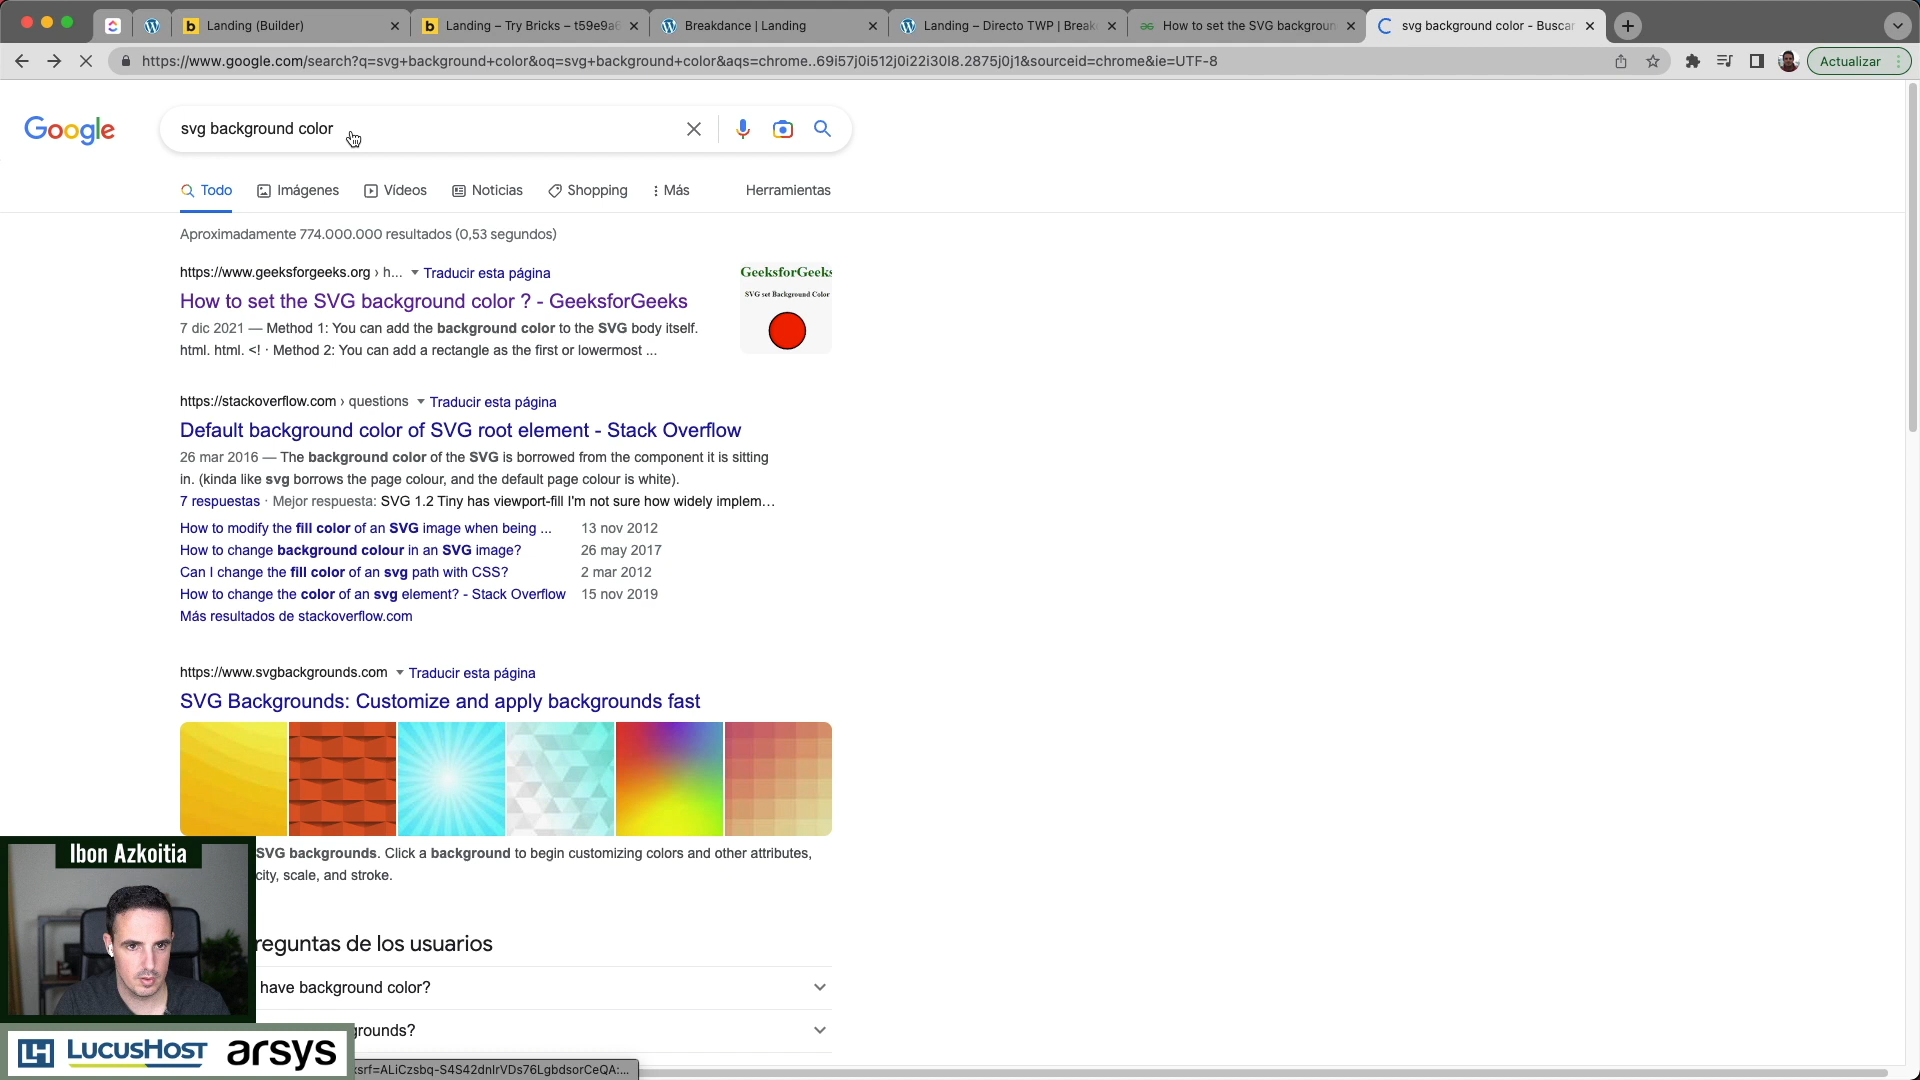 Landing (Builder)
Landing – Try Bricks – t59e9a6
Breakdance | Landing
Landing – Directo TWP | Break
How to set the SVG backgroun
svg background color - Buscar
https://www.google.com/search?q=svg+background+color&oq=svg+background+color&aqs=chrome..69i57j0i512j0i22i30l8.2875j0j1&sourceid=chrome&ie=UTF-8
Actualizar
Google
svg background color
Todo
Imágenes
Vídeos
Noticias
Shopping
Más
Herramientas
Aproximadamente 774.000.000 resultados (0,53 segundos)
https://www.geeksforgeeks.org › h... Traducir esta página
How to set the SVG background color ? - GeeksforGeeks
7 dic 2021 — Method 1: You can add the background color to the SVG body itself.
html. html. <! · Method 2: You can add a rectangle as the first or lowermost ...
GeeksforGeeks
SVG set Background Color
https://stackoverflow.com › questions Traducir esta página
Default background color of SVG root element - Stack Overflow
26 mar 2016 — The background color of the SVG is borrowed from the component it is sitting
in. (kinda like svg borrows the page colour, and the default page colour is white).
7 respuestas · Mejor respuesta: SVG 1.2 Tiny has viewport-fill I'm not sure how widely implem…
How to modify the fill color of an SVG image when being ... 13 nov 2012
How to change background colour in an SVG image? 26 may 2017
Can I change the fill color of an svg path with CSS? 2 mar 2012
How to change the color of an svg element? - Stack Overflow 15 nov 2019
Más resultados de stackoverflow.com
https://www.svgbackgrounds.com Traducir esta página
SVG Backgrounds: Customize and apply backgrounds fast
SVG backgrounds. Click a background to begin customizing colors and other attributes,
city, scale, and stroke.
reguntas de los usuarios
have background color?
grounds?
Ibon Azkoitia
LH LUCUSHOST arsys
srf=ALiCzsbq-S4S42dnIrVDs76LgbdsorCeQA:...